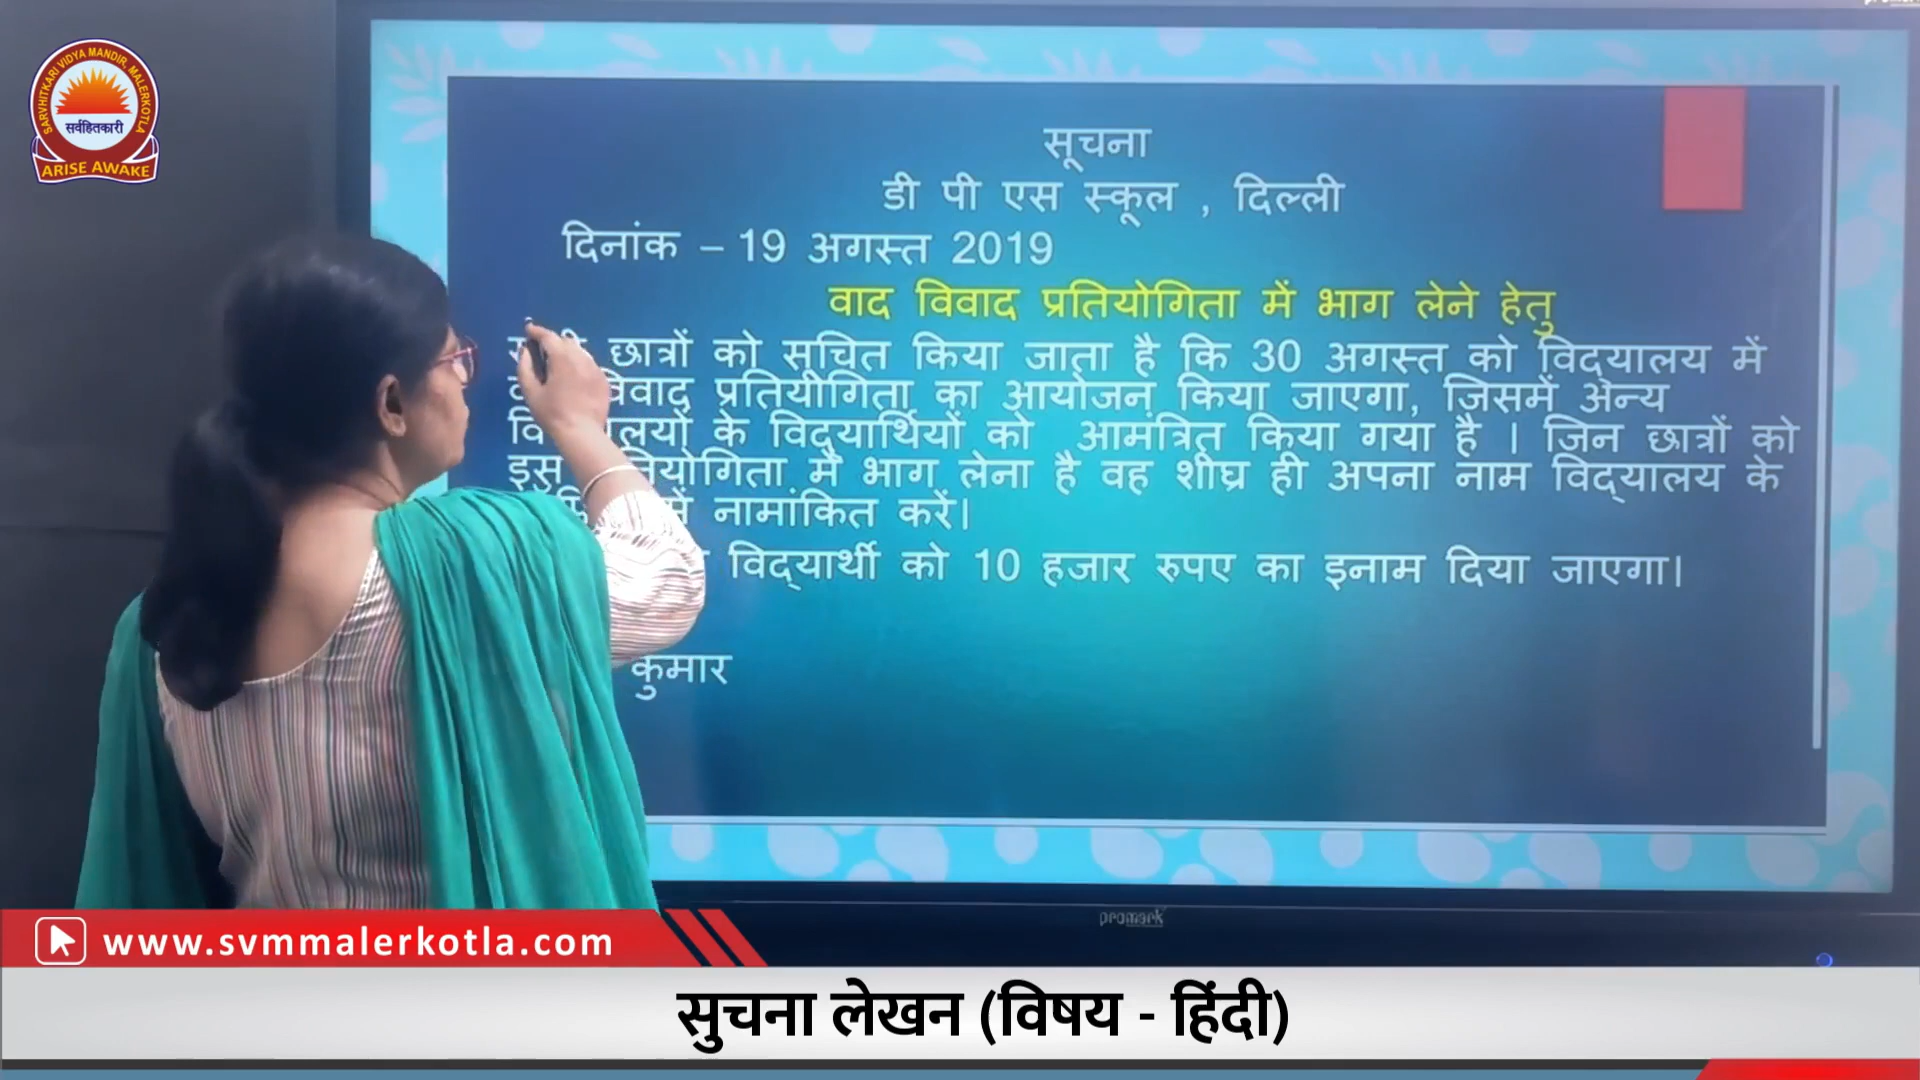 SARVHITKARI VIDYA MANDIR, MALERKOTLA
सर्वहितकारी
ARISE AWAKE
सूचना
डी पी एस स्कूल , दिल्ली
दिनांक – 19 अगस्त 2019
वाद विवाद प्रतियोगिता में भाग लेने हेतु
छात्रों को सूचित किया जाता है कि 30 अगस्त को विद्यालय में
प्रतियोगिता का आयोजन किया जाएगा, जिसमें अन्य
के विद्यार्थियों को आमंत्रित किया गया है । जिन छात्रों को
इस में भाग लेना है वह शीघ्र ही अपना नाम विद्यालय के
में नामांकित करें।
विद्यार्थी को 10 हजार रुपए का इनाम दिया जाएगा।
कुमार
promark
www.svmmalerkotla.com
सुचना लेखन (विषय - हिंदी)